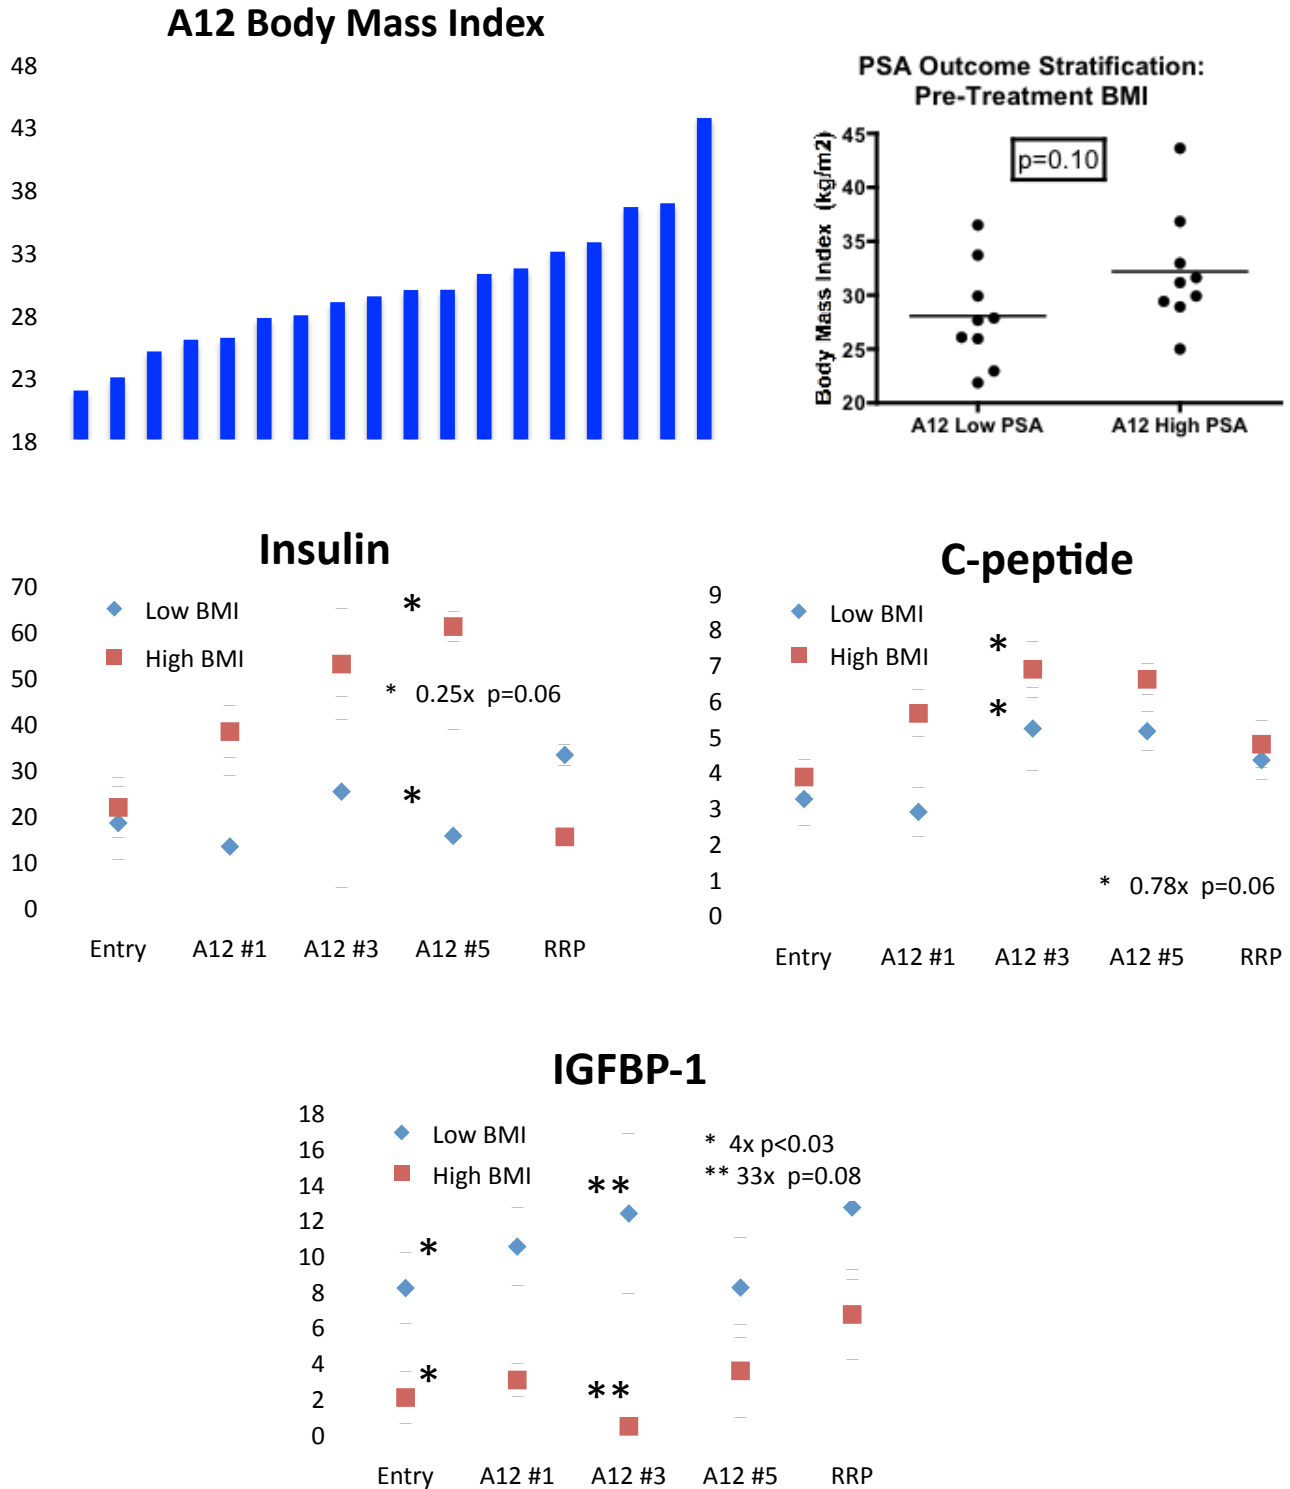 A12 Body Mass Index
48
43
38
33
28
23
18
PSA Outcome Stratification:
Pre-Treatment BMI
Body Mass Index (kg/m2)
45
40
35
30
25
20
p=0.10
A12 Low PSA A12 High PSA
Insulin
70
60
50
40
30
20
10
0
Low BMI
High BMI
*
* 0.25x p=0.06
*
Entry A12 #1 A12 #3 A12 #5 RRP
C-peptide
9
8
7
6
5
4
3
2
1
0
Low BMI
High BMI
*
*
* 0.78x p=0.06
Entry A12 #1 A12 #3 A12 #5 RRP
IGFBP-1
18
16
14
12
10
8
6
4
2
0
Low BMI
High BMI
* 4x p<0.03
** 33x p=0.08
**
*
*
**
Entry A12 #1 A12 #3 A12 #5 RRP